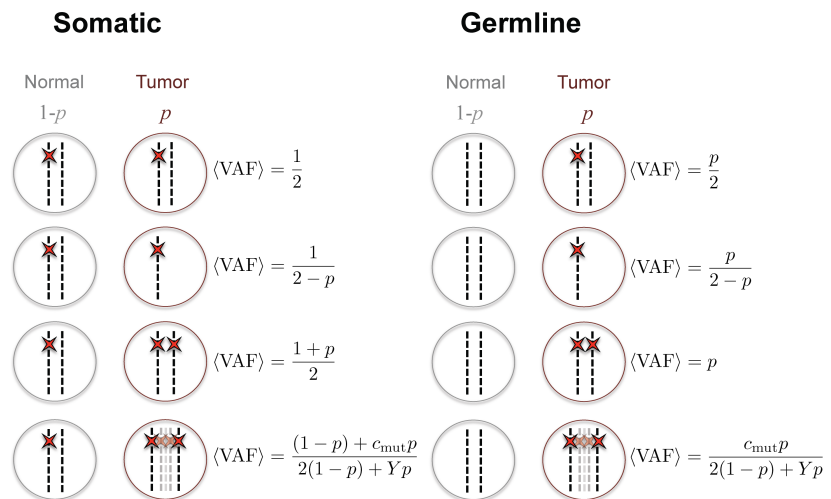 Somatic Germline
Normal Tumor Normal Tumor
1-p p 1-p p
⟨VAF⟩ = 1/2 ⟨VAF⟩ = p/2
⟨VAF⟩ = 1/(2 − p) ⟨VAF⟩ = p/(2 − p)
⟨VAF⟩ = (1 + p)/2 ⟨VAF⟩ = p
⟨VAF⟩ = ((1 − p) + c_mut p)/(2(1 − p) + Yp) ⟨VAF⟩ = c_mut p/(2(1 − p) + Yp)